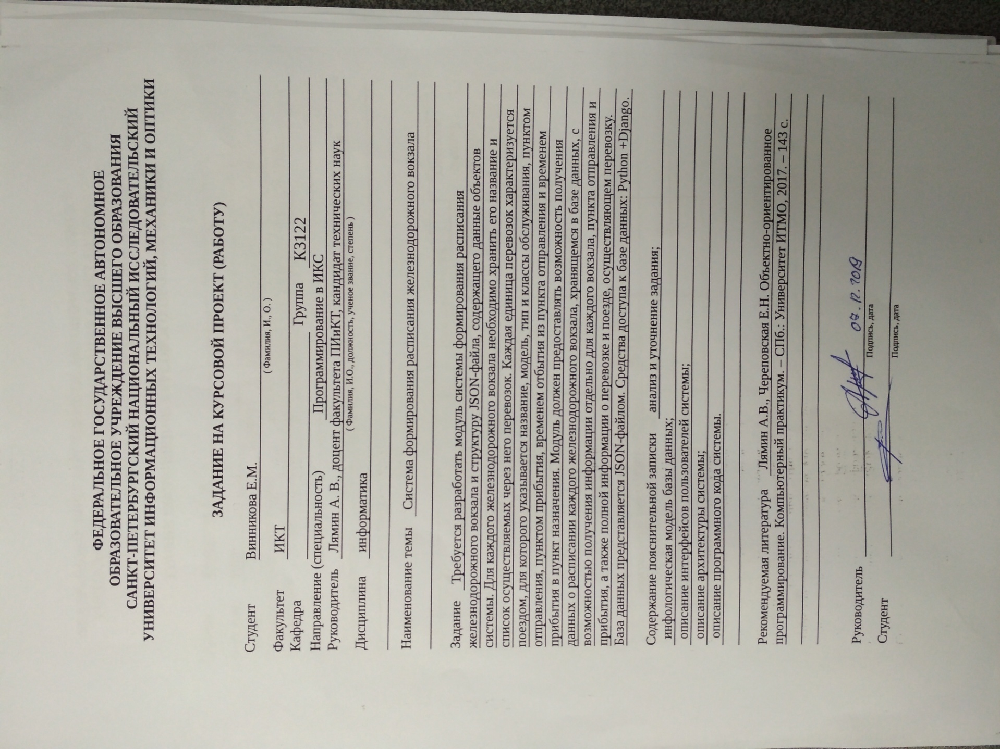 ФЕДЕРАЛЬНОЕ ГОСУДАРСТВЕННОЕ АВТОНОМНОЕ
ОБРАЗОВАТЕЛЬНОЕ УЧРЕЖДЕНИЕ ВЫСШЕГО ОБРАЗОВАНИЯ
САНКТ-ПЕТЕРБУРГСКИЙ НАЦИОНАЛЬНЫЙ ИССЛЕДОВАТЕЛЬСКИЙ
УНИВЕРСИТЕТ ИНФОРМАЦИОННЫХ ТЕХНОЛОГИЙ, МЕХАНИКИ И ОПТИКИ
ЗАДАНИЕ НА КУРСОВОЙ ПРОЕКТ (РАБОТУ)
Студент Винникова Е.М.
( Фамилия, И., О. )
Факультет ИКТ
Кафедра Группа К3122
Направление (специальность) Программирование в ИКС
Руководитель Лямин А. В., доцент факультета ПИиКТ, кандидат технических наук
( Фамилия, И.О., должность, ученое звание, степень )
Дисциплина информатика
Наименование темы Система формирования расписания железнодорожного вокзала
Задание Требуется разработать модуль системы формирования расписания
железнодорожного вокзала и структуру JSON-файла, содержащего данные объектов
системы. Для каждого железнодорожного вокзала необходимо хранить его название и
список осуществляемых через него перевозок. Каждая единица перевозок характеризуется
поездом, для которого указывается название, модель, тип и классы обслуживания, пунктом
отправления, пунктом прибытия, временем отбытия из пункта отправления и временем
прибытия в пункт назначения. Модуль должен предоставлять возможность получения
данных о расписании каждого железнодорожного вокзала, хранящемся в базе данных, с
возможностью получения информации отдельно для каждого вокзала, пункта отправления и
прибытия, а также полной информации о перевозке и поезде, осуществляющем перевозку.
База данных представляется JSON-файлом. Средства доступа к базе данных: Python +Django.
Содержание пояснительной записки анализ и уточнение задания;
инфологическая модель базы данных;
описание интерфейсов пользователей системы;
описание архитектуры системы;
описание программного кода системы.
Рекомендуемая литература Лямин А.В., Череповская Е.Н. Объектно-ориентированное
программирование. Компьютерный практикум. – СПб.: Университет ИТМО, 2017. – 143 с.
Руководитель 07.12.2019
Подпись, дата
Студент
Подпись, дата